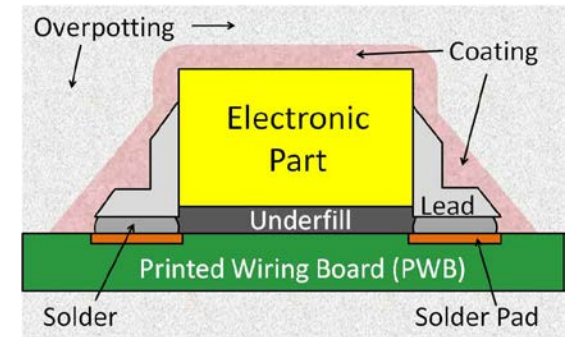 Overpotting
Coating
Electronic
Part
Lead
Underfill
Printed Wiring Board (PWB)
Solder
Solder Pad